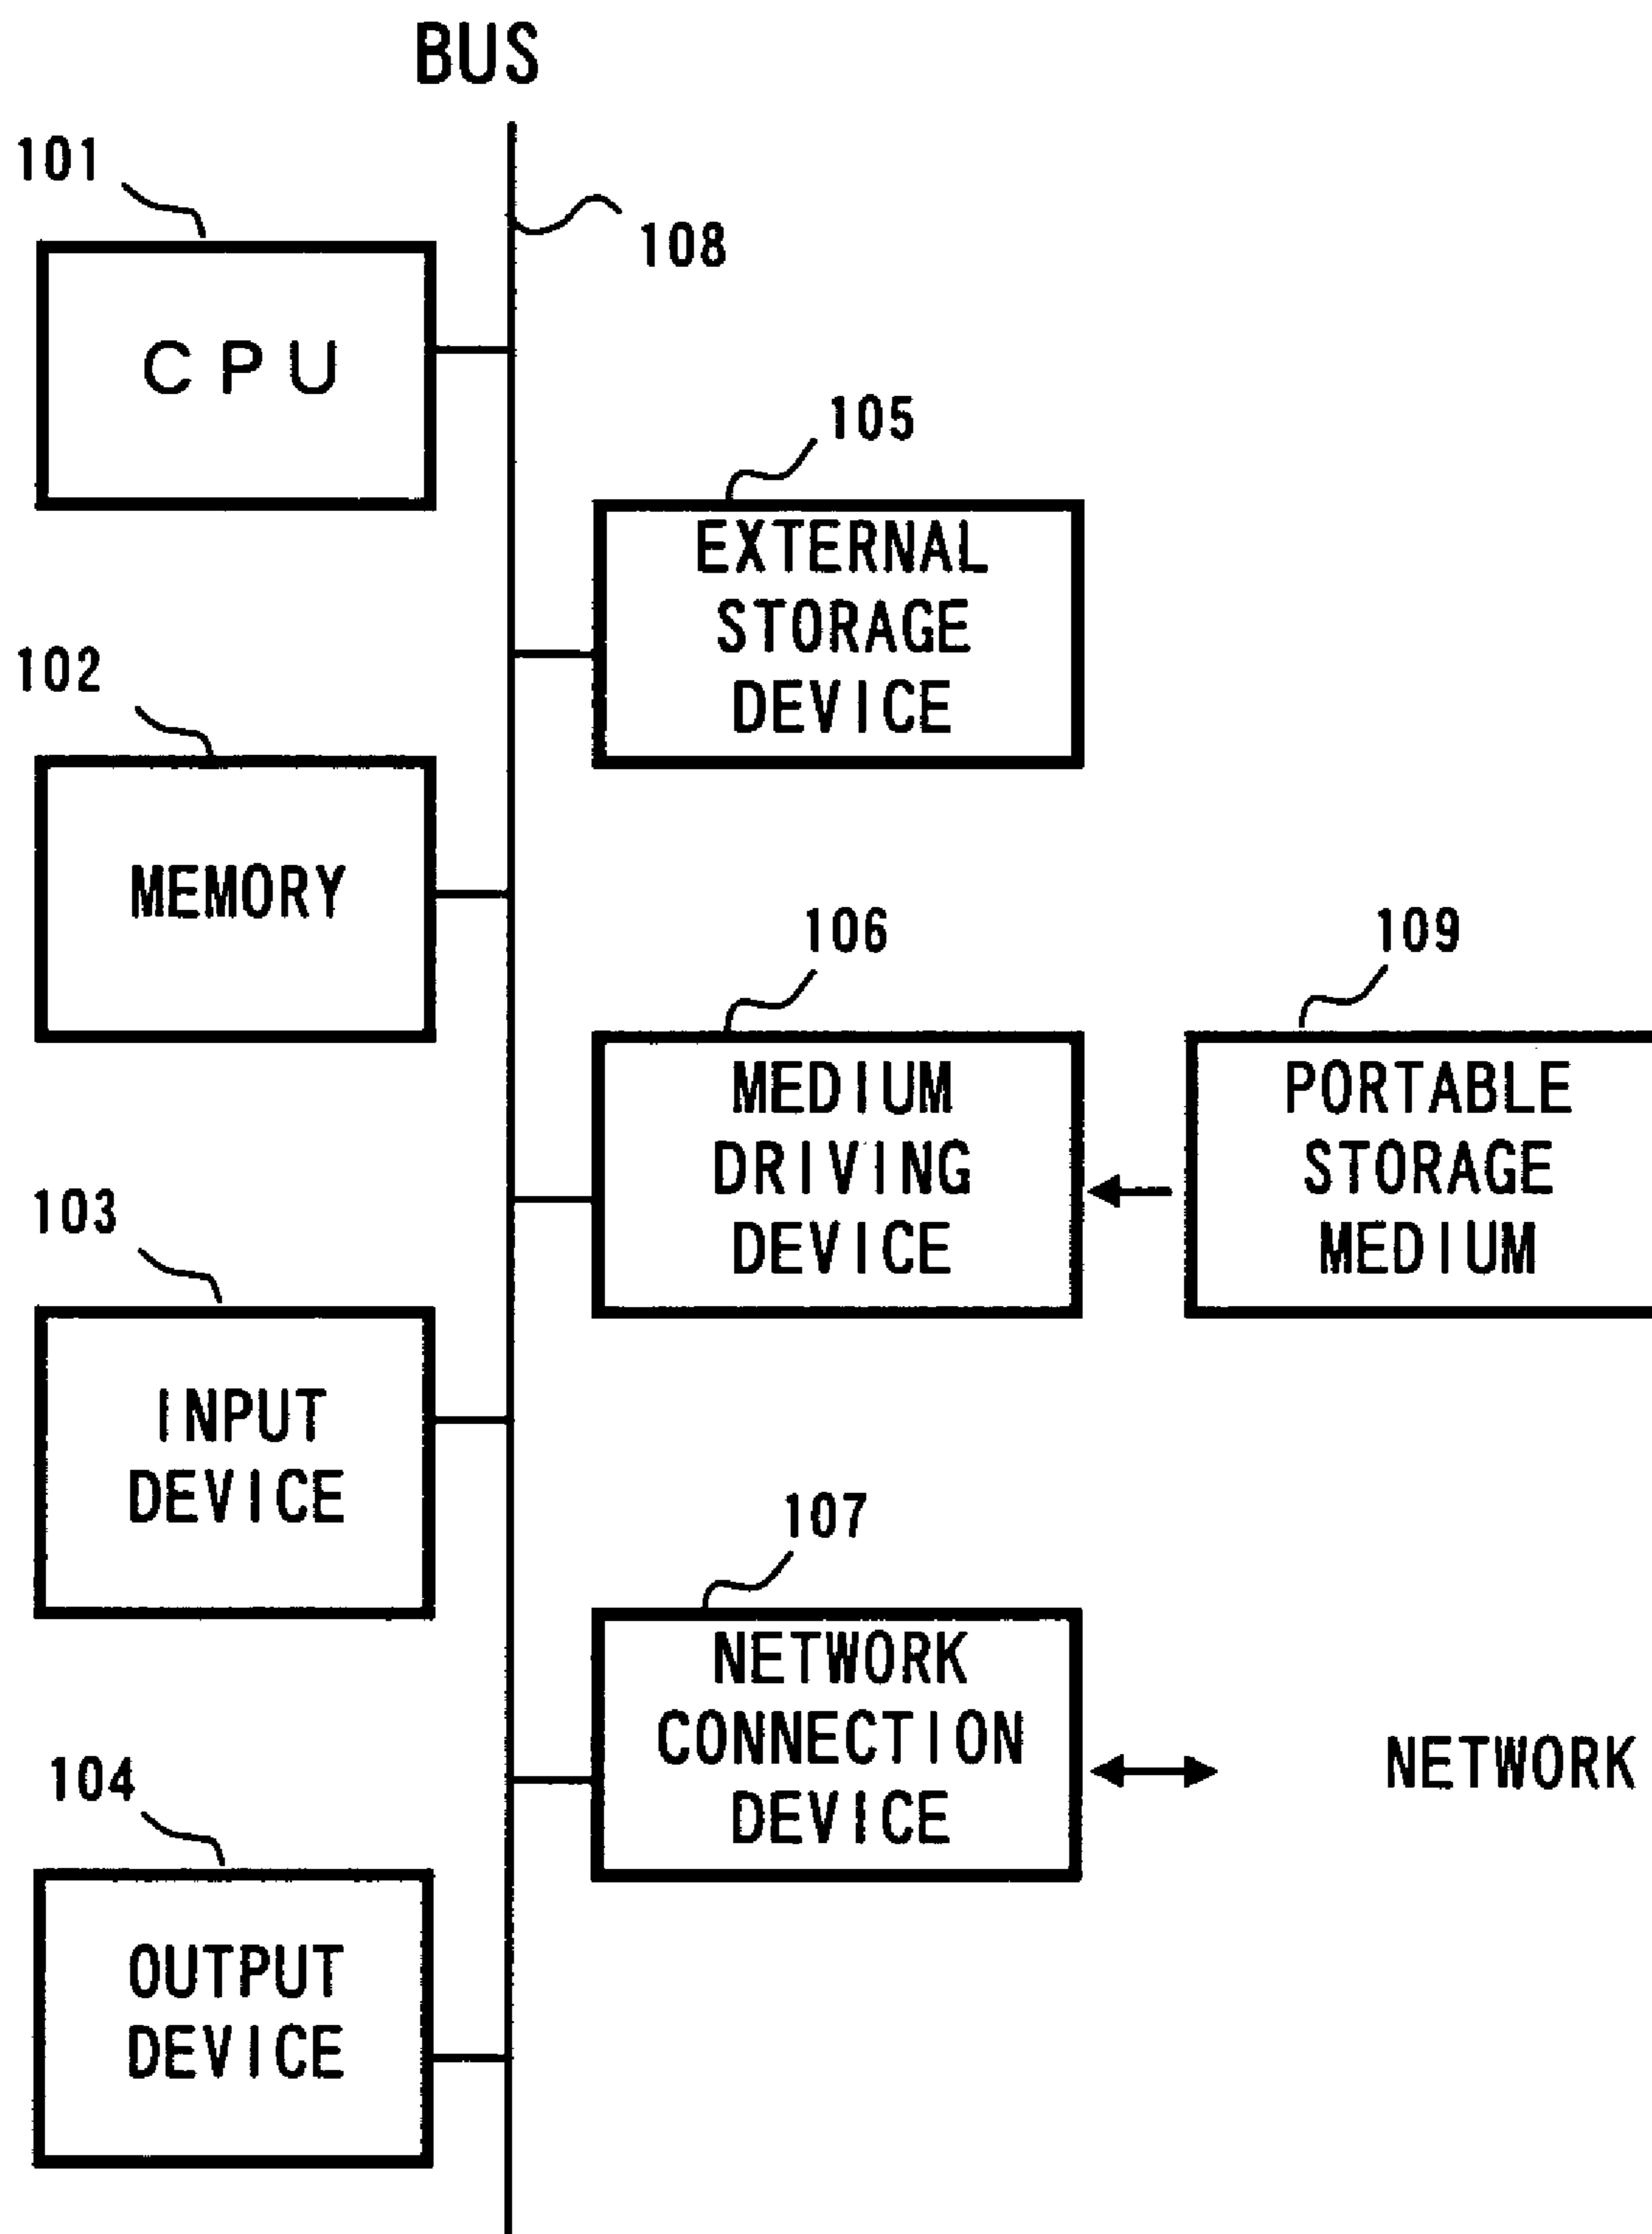 BUS
101
108
CPU
105
EXTERNAL
STORAGE
DEVICE
102
MEMORY
106
109
MEDIUM
DRIVING
DEVICE
PORTABLE
STORAGE
MEDIUM
103
INPUT
DEVICE
107
NETWORK
CONNECTION
DEVICE
NETWORK
104
OUTPUT
DEVICE